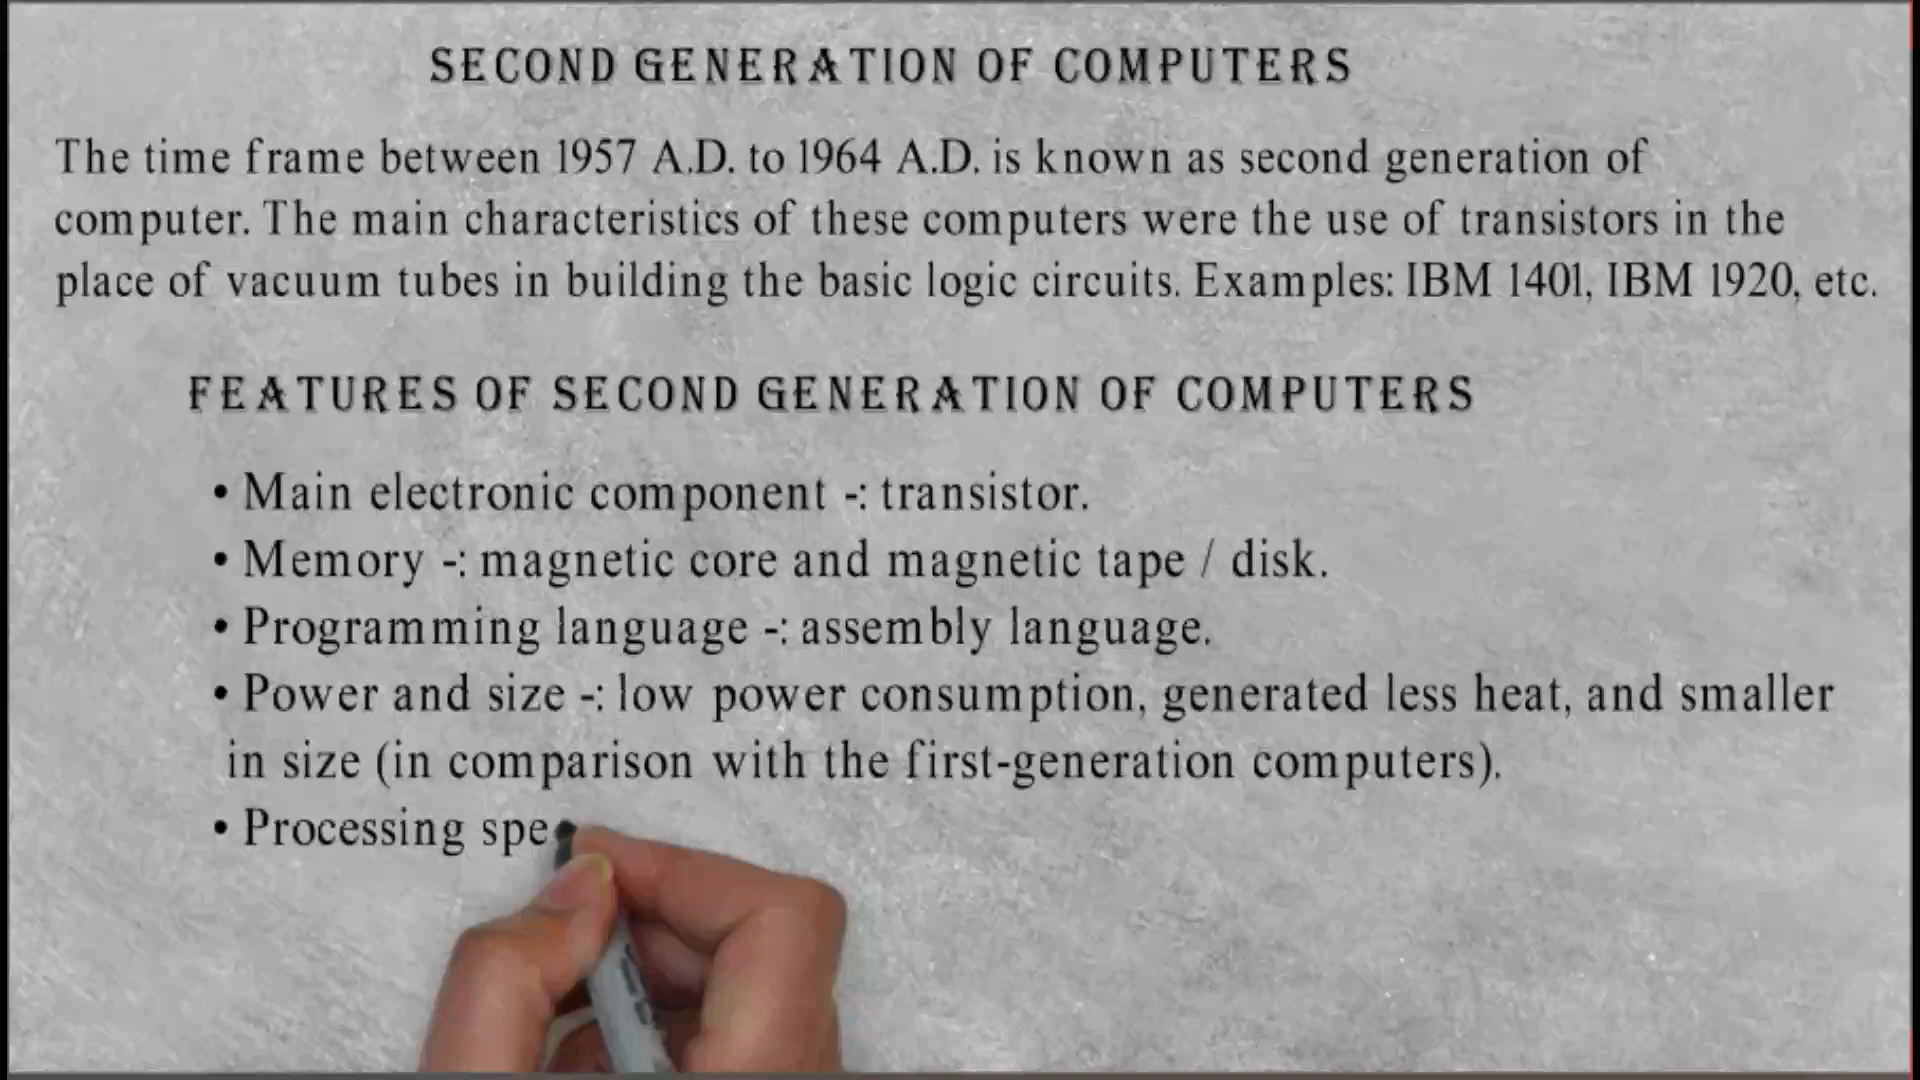 SECOND GENERATION OF COMPUTERS
The time frame between 1957 A.D. to 1964 A.D. is known as second generation of
computer. The main characteristics of these computers were the use of transistors in the
place of vacuum tubes in building the basic logic circuits. Examples: IBM 1401, IBM 1920, etc.
FEATURES OF SECOND GENERATION OF COMPUTERS
• Main electronic component -: transistor.
• Memory -: magnetic core and magnetic tape / disk.
• Programming language -: assembly language.
• Power and size -: low power consumption, generated less heat, and smaller
in size (in comparison with the first-generation computers).
• Processing spe